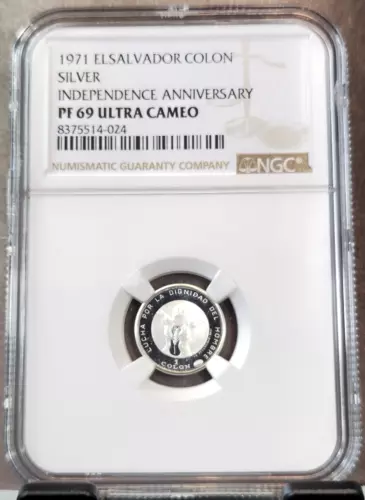 1971 ELSALVADOR COLON
SILVER
INDEPENDENCE ANNIVERSARY
PF 69 ULTRA CAMEO
8375514-024
NUMISMATIC GUARANTY COMPANY
NGC®
LUCHA POR LA DIGNIDAD DEL HOMBRE
1
COLON